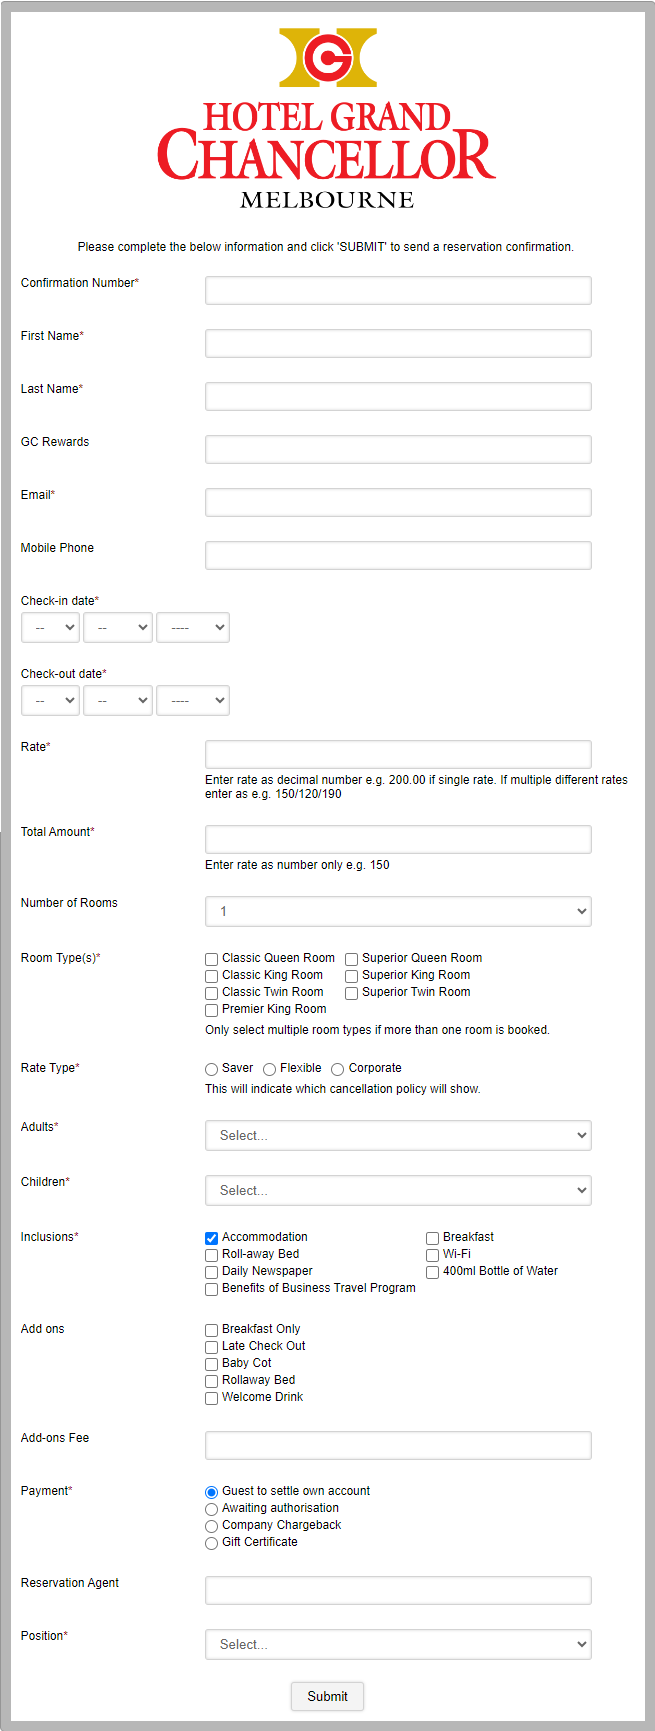 G
HOTEL GRAND
CHANCELLOR
MELBOURNE
Please complete the below information and click 'SUBMIT' to send a reservation confirmation.
Confirmation Number*
First Name*
Last Name*
GC Rewards
Email*
Mobile Phone
Check-in date*
-- -- ----
Check-out date*
-- -- ----
Rate*
Enter rate as decimal number e.g. 200.00 if single rate. If multiple different rates
enter as e.g. 150/120/190
Total Amount*
Enter rate as number only e.g. 150
Number of Rooms 1
Room Type(s)* Classic Queen Room Superior Queen Room
Classic King Room Superior King Room
Classic Twin Room Superior Twin Room
Premier King Room
Only select multiple room types if more than one room is booked.
Rate Type* Saver Flexible Corporate
This will indicate which cancellation policy will show.
Adults* Select...
Children* Select...
Inclusions* Accommodation Breakfast
Roll-away Bed Wi-Fi
Daily Newspaper 400ml Bottle of Water
Benefits of Business Travel Program
Add ons Breakfast Only
Late Check Out
Baby Cot
Rollaway Bed
Welcome Drink
Add-ons Fee
Payment* Guest to settle own account
Awaiting authorisation
Company Chargeback
Gift Certificate
Reservation Agent
Position* Select...
Submit